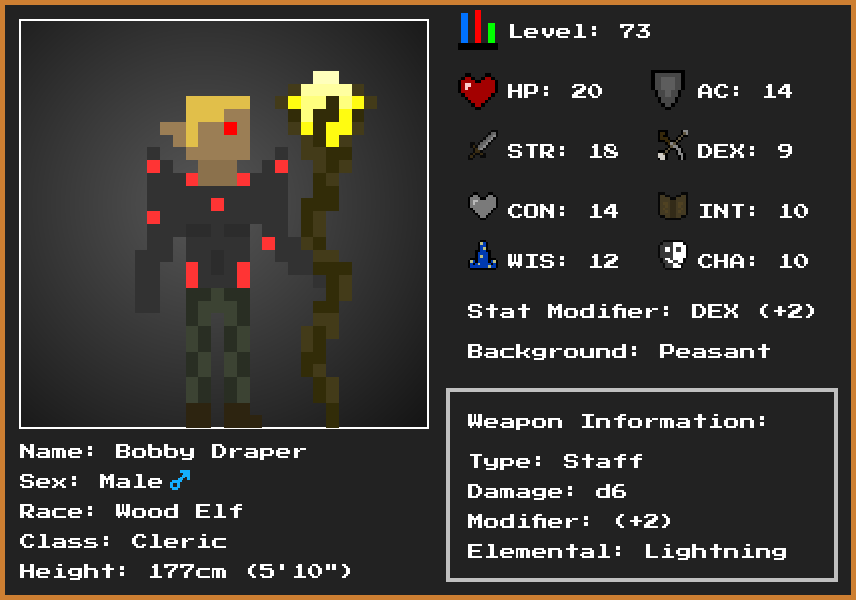 Level: 73
HP: 20
AC: 14
STR: 18
DEX: 9
CON: 14
INT: 10
WIS: 12
CHA: 10
Stat Modifier: DEX (+2)
Background: Peasant
Weapon Information:
Type: Staff
Damage: d6
Modifier: (+2)
Elemental: Lightning
Name: Bobby Draper
Sex: Male♂
Race: Wood Elf
Class: Cleric
Height: 177cm (5'10")